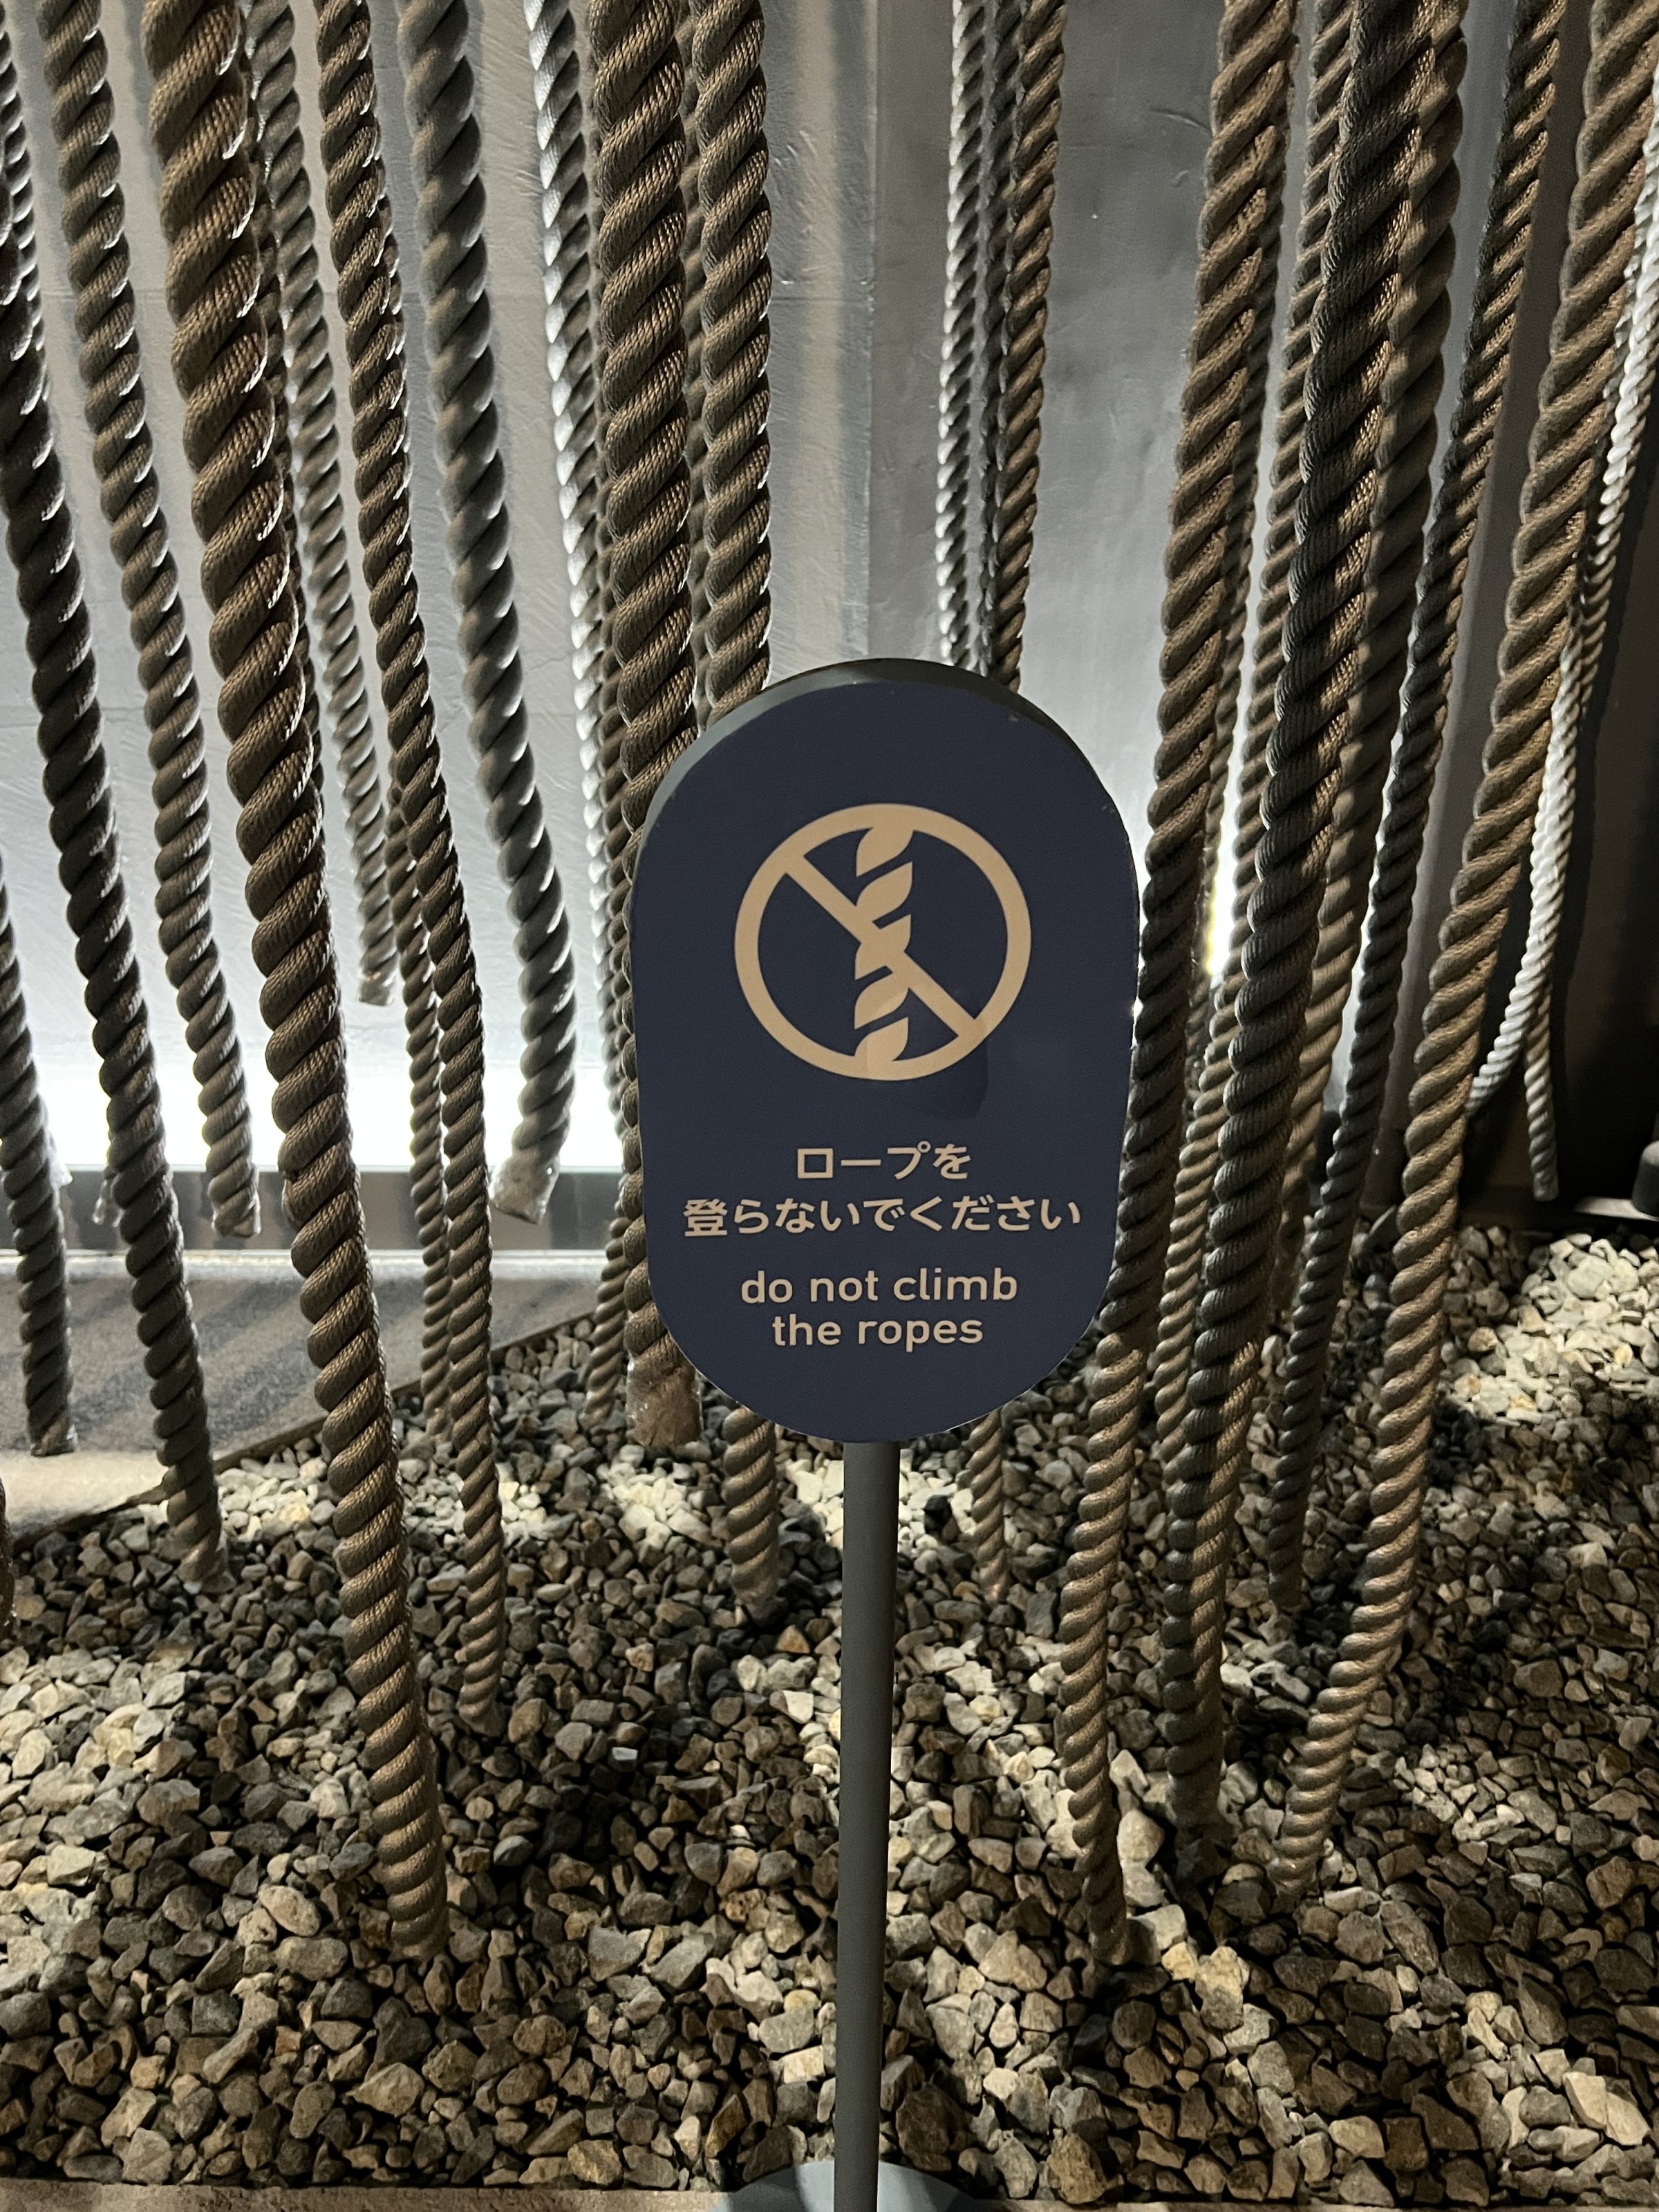 ロープを
登らないでください
do not climb
the ropes